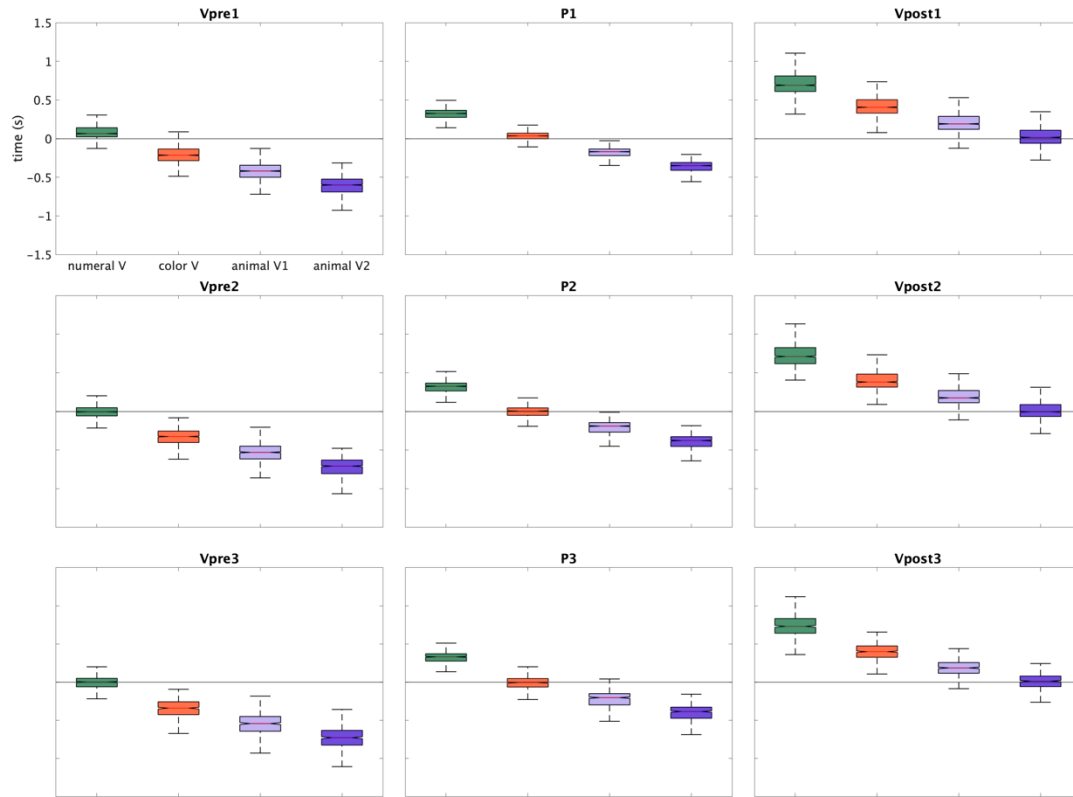 Vpre1 P1 Vpost1
1.5
1
0.5
time (s)
0
-0.5
-1
-1.5
numeral V color V animal V1 animal V2
Vpre2 P2 Vpost2
Vpre3 P3 Vpost3